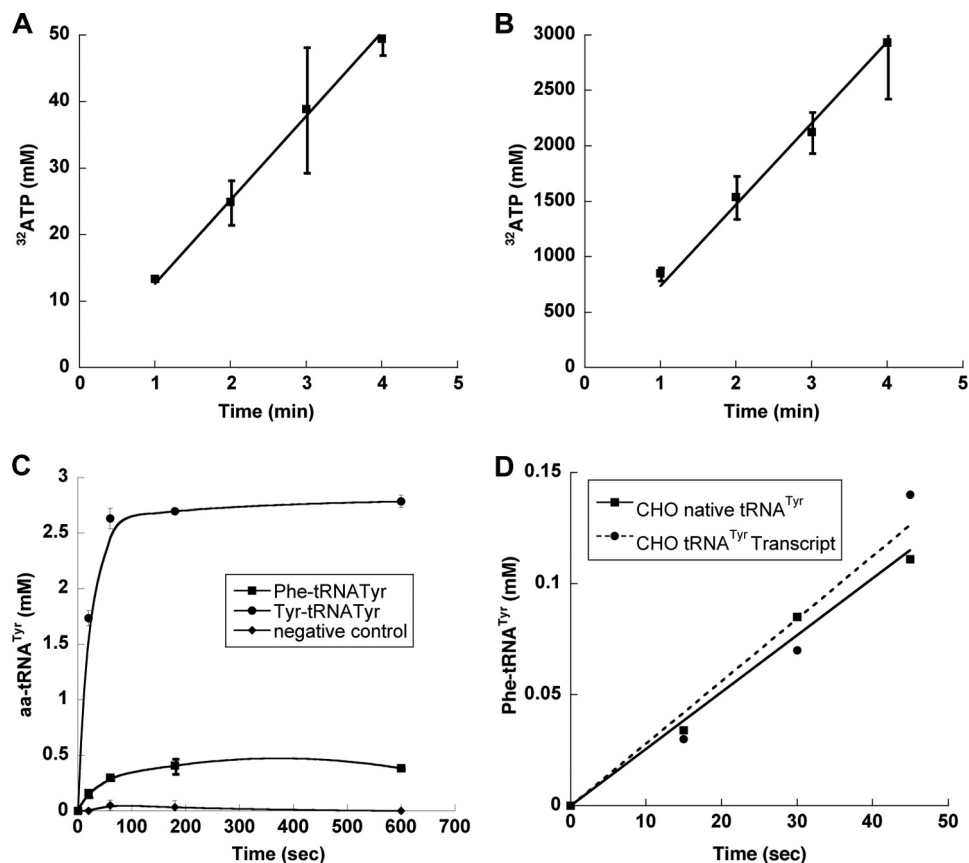 A
50
40
30
20
10
0
³²ATP (mM)
0 1 2 3 4 5
Time (min)
B
3000
2500
2000
1500
1000
500
0
³²ATP (mM)
0 1 2 3 4 5
Time (min)
C
3
2.5
2
1.5
1
0.5
0
aa-tRNA^Tyr (mM)
Phe-tRNATyr
Tyr-tRNATyr
negative control
0 100 200 300 400 500 600 700
Time (sec)
D
0.15
0.1
0.05
0
Phe-tRNA^Tyr (mM)
CHO native tRNA^Tyr
CHO tRNA^Tyr Transcript
0 10 20 30 40 50
Time (sec)